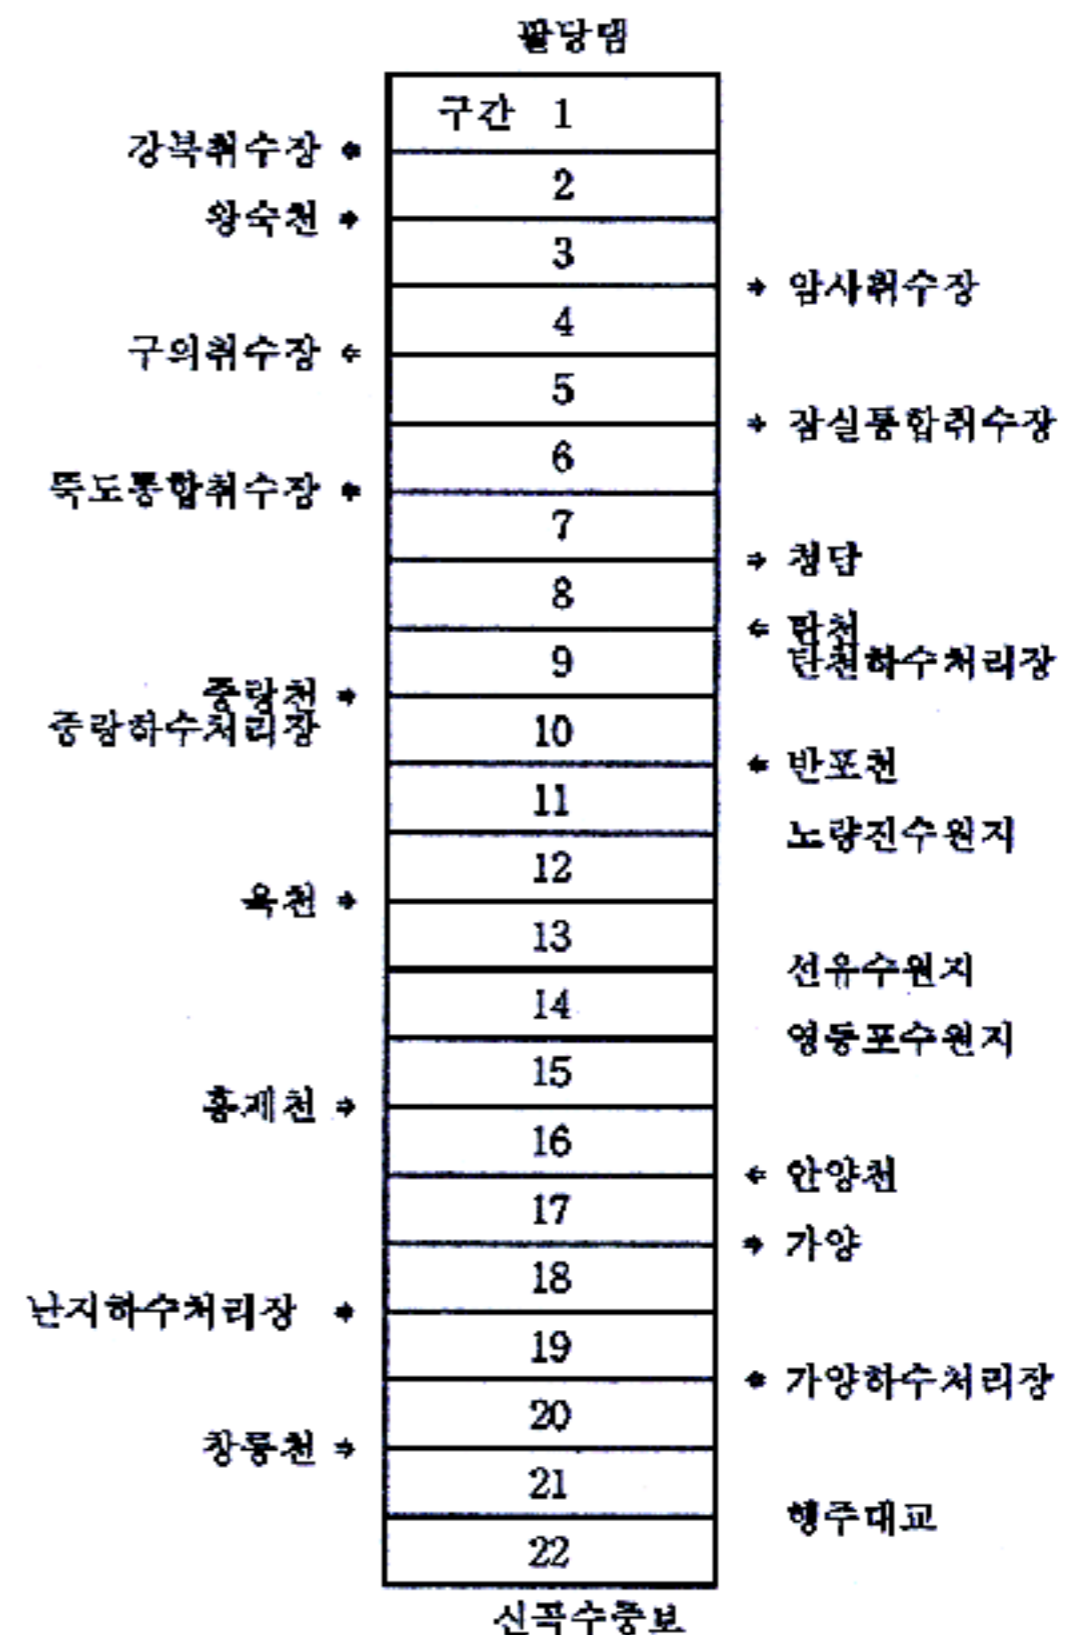 팔당댐
구간 1
강북취수장 ⇐
2
왕숙천 ⇒
3
⇒ 암사취수장
4
구의취수장 ⇐
5
⇒ 잠실통합취수장
6
뚝도통합취수장 ⇐
7
⇒ 청담
8
⇐ 탄천
탄천하수처리장
9
중랑천 ⇒
중랑하수처리장
10
⇐ 반포천
11
노량진수원지
12
욱천 ⇒
13
선유수원지
14
영등포수원지
15
홍제천 ⇒
16
⇐ 안양천
17
⇒ 가양
18
난지하수처리장 ⇒
19
⇐ 가양하수처리장
20
창릉천 ⇒
21
행주대교
22
신곡수중보